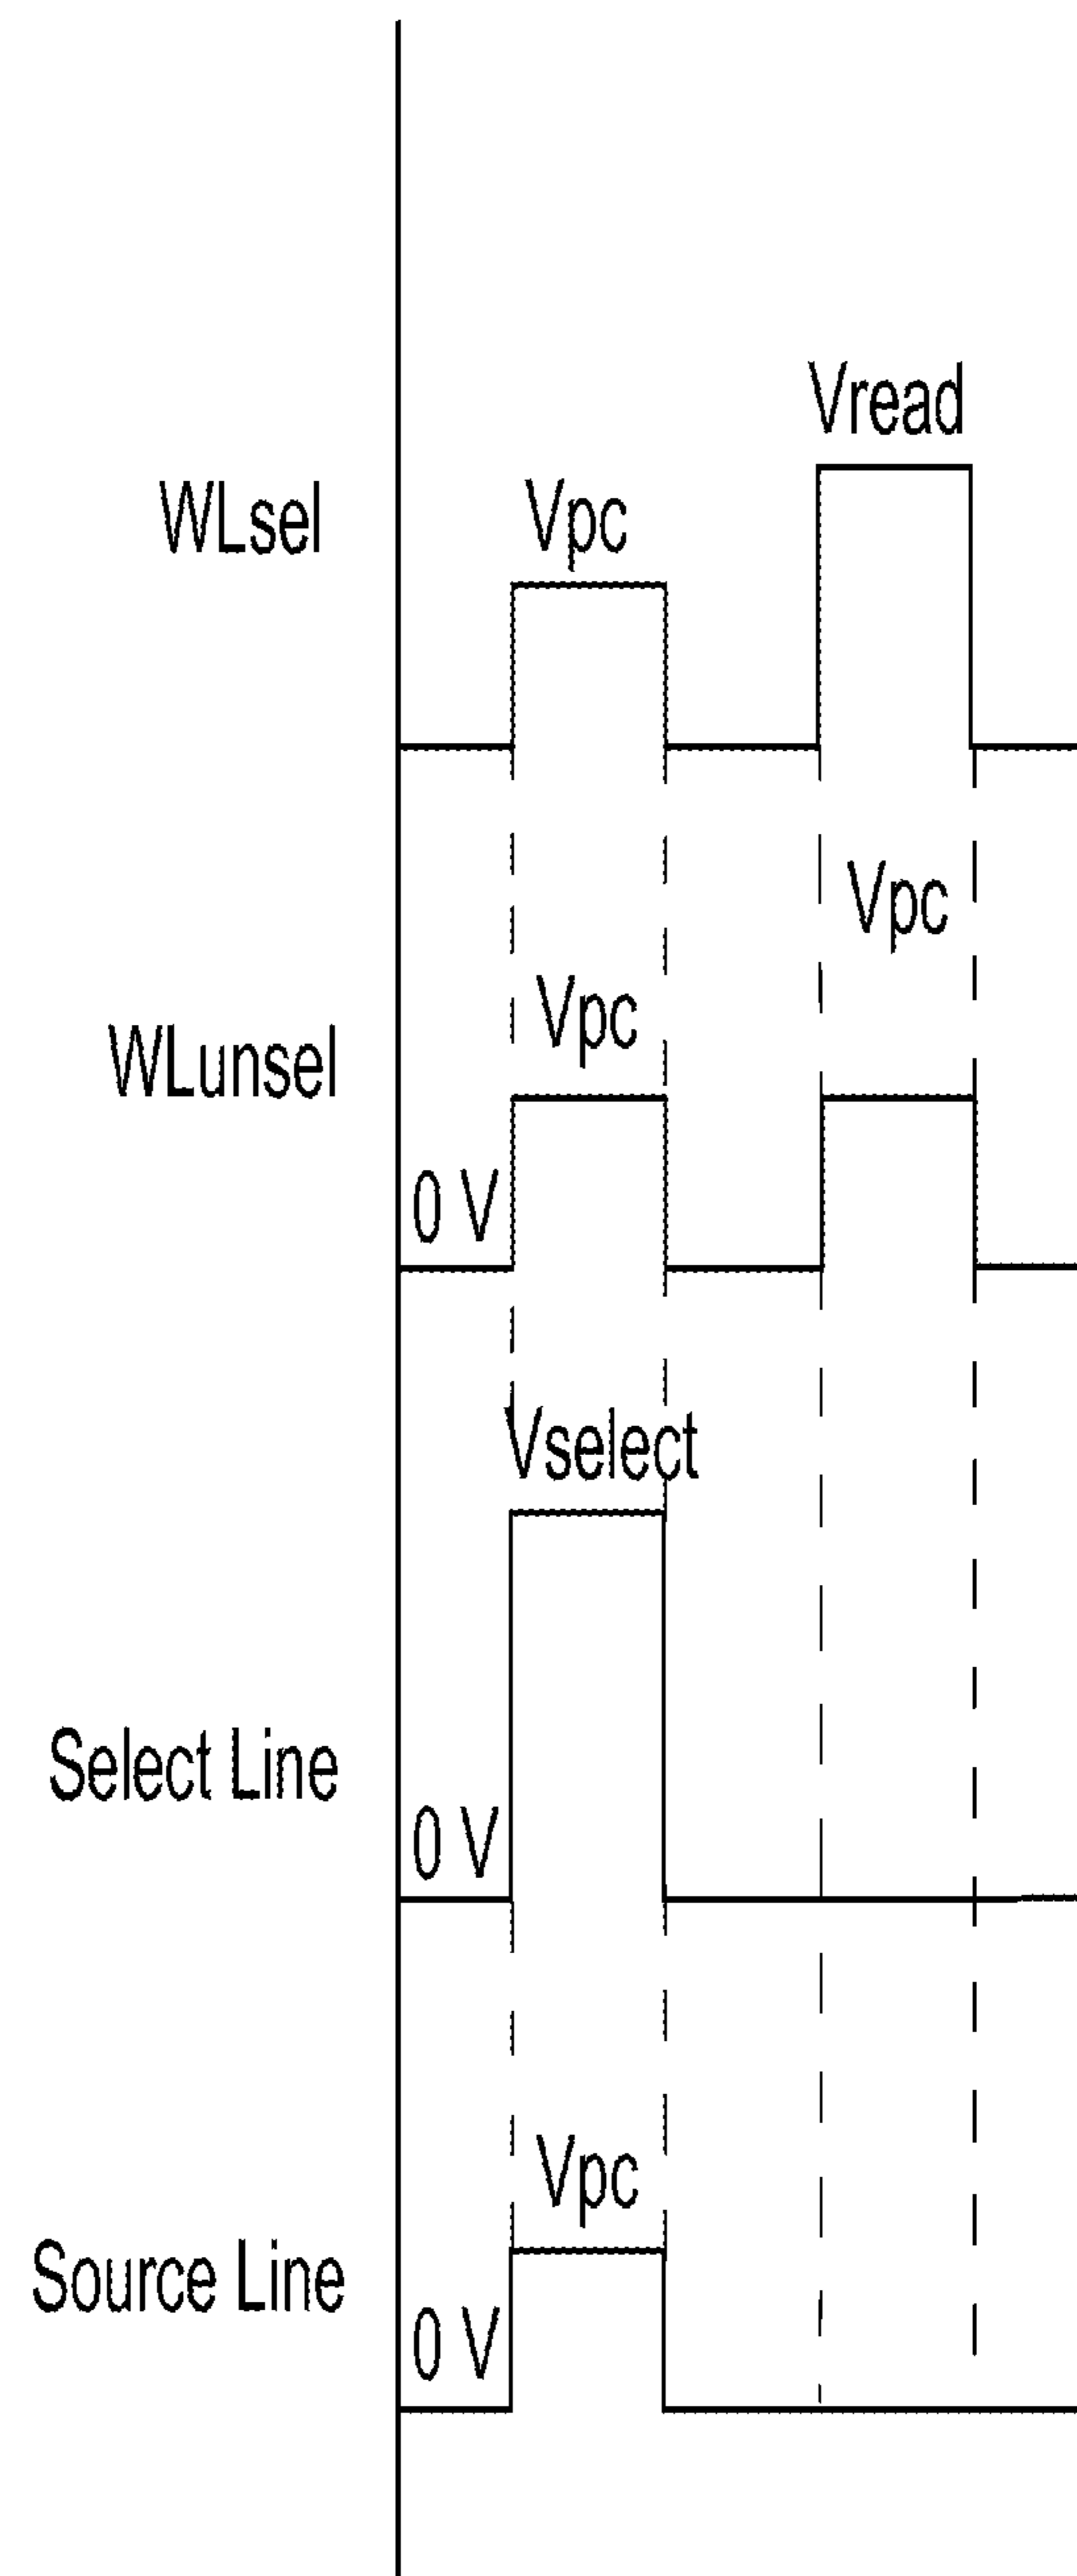 Vread
WLsel
Vpc
Vpc
Vpc
WLunsel
0 V
Vselect
Select Line
0 V
Vpc
Source Line
0 V